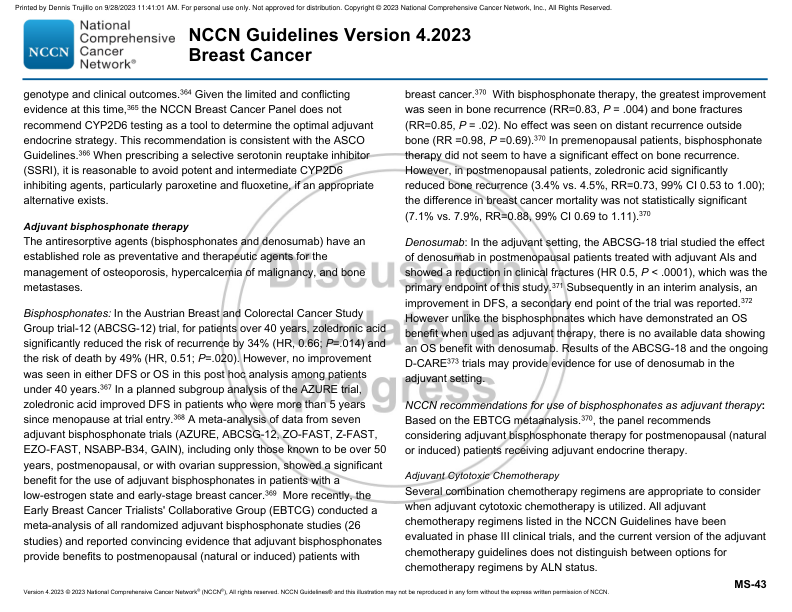 Printed by Dennis Trujillo on 9/28/2023 11:41:01 AM. For personal use only. Not approved for distribution. Copyright © 2023 National Comprehensive Cancer Network, Inc., All Rights Reserved.
NCCN
National
Comprehensive
Cancer
Network®
NCCN Guidelines Version 4.2023
Breast Cancer
genotype and clinical outcomes.364 Given the limited and conflicting
evidence at this time,365 the NCCN Breast Cancer Panel does not
recommend CYP2D6 testing as a tool to determine the optimal adjuvant
endocrine strategy. This recommendation is consistent with the ASCO
Guidelines.366 When prescribing a selective serotonin reuptake inhibitor
(SSRI), it is reasonable to avoid potent and intermediate CYP2D6
inhibiting agents, particularly paroxetine and fluoxetine, if an appropriate
alternative exists.
Adjuvant bisphosphonate therapy
The antiresorptive agents (bisphosphonates and denosumab) have an
established role as preventative and therapeutic agents for the
management of osteoporosis, hypercalcemia of malignancy, and bone
metastases.
Bisphosphonates: In the Austrian Breast and Colorectal Cancer Study
Group trial-12 (ABCSG-12) trial, for patients over 40 years, zoledronic acid
significantly reduced the risk of recurrence by 34% (HR, 0.66; P=.014) and
the risk of death by 49% (HR, 0.51; P=.020). However, no improvement
was seen in either DFS or OS in this post hoc analysis among patients
under 40 years.367 In a planned subgroup analysis of the AZURE trial,
zoledronic acid improved DFS in patients who were more than 5 years
since menopause at trial entry.368 A meta-analysis of data from seven
adjuvant bisphosphonate trials (AZURE, ABCSG-12, ZO-FAST, Z-FAST,
EZO-FAST, NSABP-B34, GAIN), including only those known to be over 50
years, postmenopausal, or with ovarian suppression, showed a significant
benefit for the use of adjuvant bisphosphonates in patients with a
low-estrogen state and early-stage breast cancer.369 More recently, the
Early Breast Cancer Trialists' Collaborative Group (EBTCG) conducted a
meta-analysis of all randomized adjuvant bisphosphonate studies (26
studies) and reported convincing evidence that adjuvant bisphosphonates
provide benefits to postmenopausal (natural or induced) patients with
breast cancer.370 With bisphosphonate therapy, the greatest improvement
was seen in bone recurrence (RR=0.83, P = .004) and bone fractures
(RR=0.85, P = .02). No effect was seen on distant recurrence outside
bone (RR =0.98, P =0.69).370 In premenopausal patients, bisphosphonate
therapy did not seem to have a significant effect on bone recurrence.
However, in postmenopausal patients, zoledronic acid significantly
reduced bone recurrence (3.4% vs. 4.5%, RR=0.73, 99% CI 0.53 to 1.00);
the difference in breast cancer mortality was not statistically significant
(7.1% vs. 7.9%, RR=0.88, 99% CI 0.69 to 1.11).370
Denosumab: In the adjuvant setting, the ABCSG-18 trial studied the effect
of denosumab in postmenopausal patients treated with adjuvant AIs and
showed a reduction in clinical fractures (HR 0.5, P < .0001), which was the
primary endpoint of this study.371 Subsequently in an interim analysis, an
improvement in DFS, a secondary end point of the trial was reported.372
However unlike the bisphosphonates which have demonstrated an OS
benefit when used as adjuvant therapy, there is no available data showing
an OS benefit with denosumab. Results of the ABCSG-18 and the ongoing
D-CARE373 trials may provide evidence for use of denosumab in the
adjuvant setting.
NCCN recommendations for use of bisphosphonates as adjuvant therapy:
Based on the EBTCG metaanalysis.370, the panel recommends
considering adjuvant bisphosphonate therapy for postmenopausal (natural
or induced) patients receiving adjuvant endocrine therapy.
Adjuvant Cytotoxic Chemotherapy
Several combination chemotherapy regimens are appropriate to consider
when adjuvant cytotoxic chemotherapy is utilized. All adjuvant
chemotherapy regimens listed in the NCCN Guidelines have been
evaluated in phase III clinical trials, and the current version of the adjuvant
chemotherapy guidelines does not distinguish between options for
chemotherapy regimens by ALN status.
Discussion
update in
progress
MS-43
Version 4.2023 © 2023 National Comprehensive Cancer Network® (NCCN®), All rights reserved. NCCN Guidelines® and this illustration may not be reproduced in any form without the express written permission of NCCN.